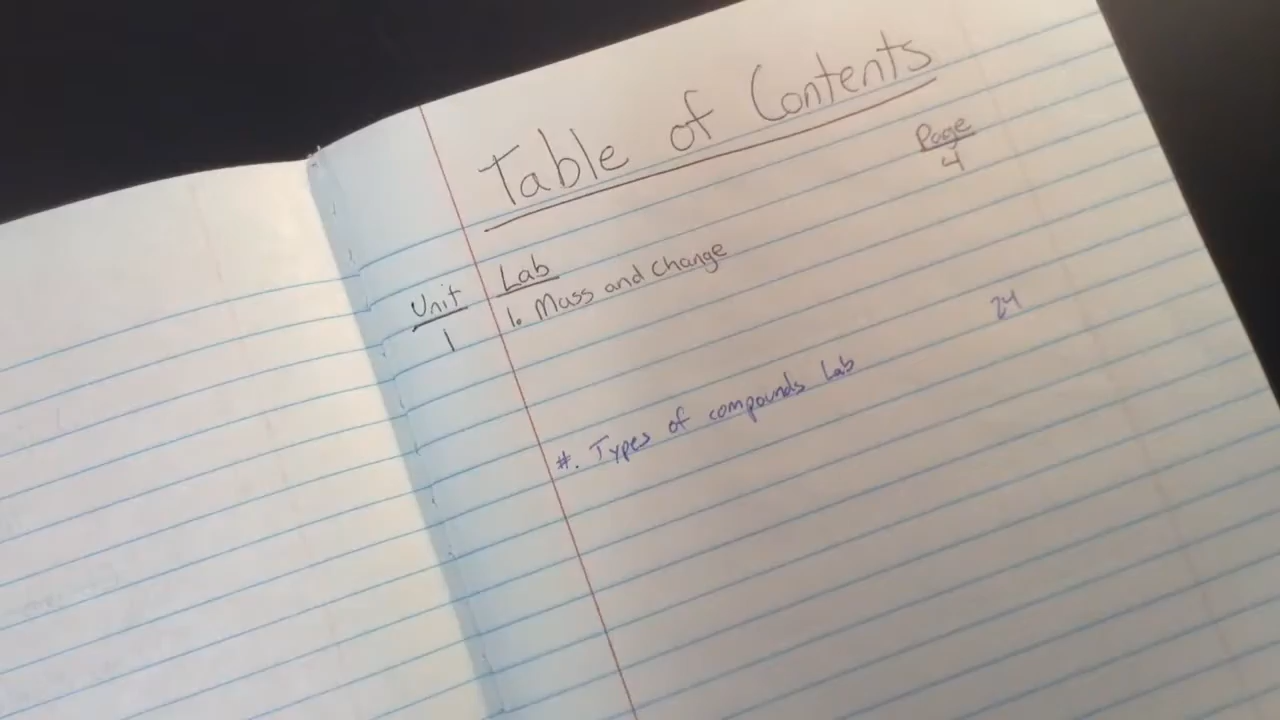 Table of Contents
Unit Lab Page
1 1. Mass and Change 4
#. Types of compounds Lab 24